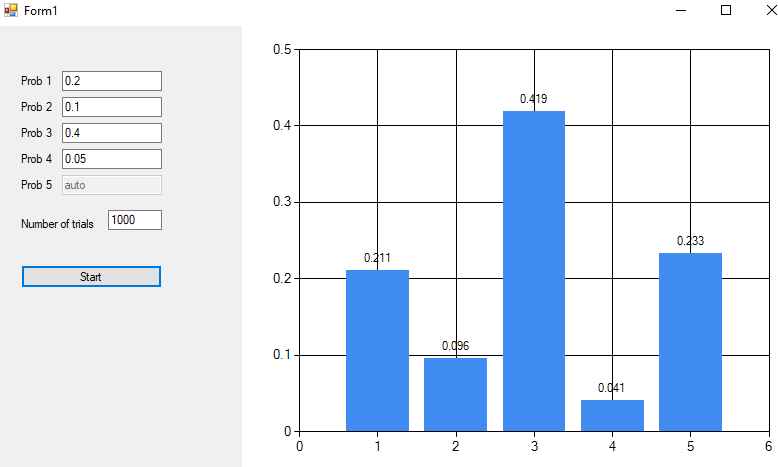 Form1
Prob 1 0.2
Prob 2 0.1
Prob 3 0.4
Prob 4 0.05
Prob 5 auto
Number of trials 1000
Start
0.5
0.4
0.3
0.2
0.1
0
0.211
0.096
0.419
0.041
0.233
0 1 2 3 4 5 6